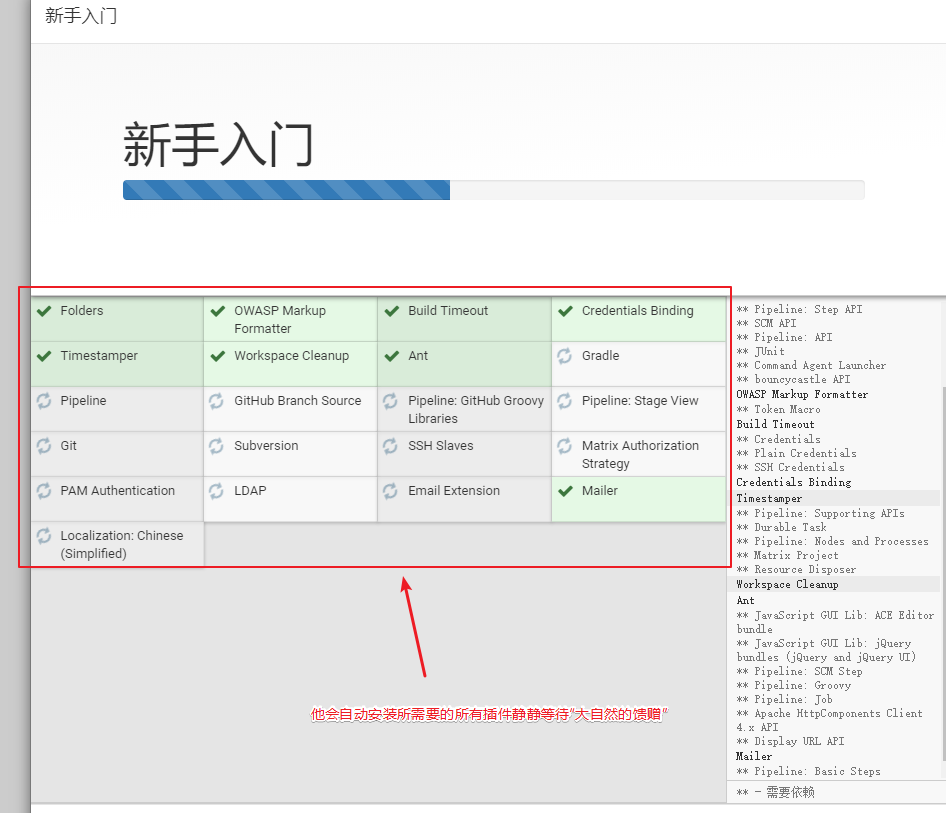 新手入门
新手入门
Folders
OWASP Markup
Formatter
Build Timeout
Credentials Binding
Timestamper
Workspace Cleanup
Ant
Gradle
Pipeline
GitHub Branch Source
Pipeline: GitHub Groovy
Libraries
Pipeline: Stage View
Git
Subversion
SSH Slaves
Matrix Authorization
Strategy
PAM Authentication
LDAP
Email Extension
Mailer
Localization: Chinese
(Simplified)
** Pipeline: Step API
** SCM API
** Pipeline: API
** JUnit
** Command Agent Launcher
** bouncycastle API
OWASP Markup Formatter
** Token Macro
Build Timeout
** Credentials
** Plain Credentials
** SSH Credentials
Credentials Binding
Timestamper
** Pipeline: Supporting APIs
** Durable Task
** Pipeline: Nodes and Processes
** Matrix Project
** Resource Disposer
Workspace Cleanup
Ant
** JavaScript GUI Lib: ACE Editor
bundle
** JavaScript GUI Lib: jQuery
bundles (jQuery and jQuery UI)
** Pipeline: SCM Step
** Pipeline: Groovy
** Pipeline: Job
** Apache HttpComponents Client
4.x API
** Display URL API
Mailer
** Pipeline: Basic Steps
** - 需要依赖
他会自动安装所需要的所有插件静静等待"大自然的馈赠"